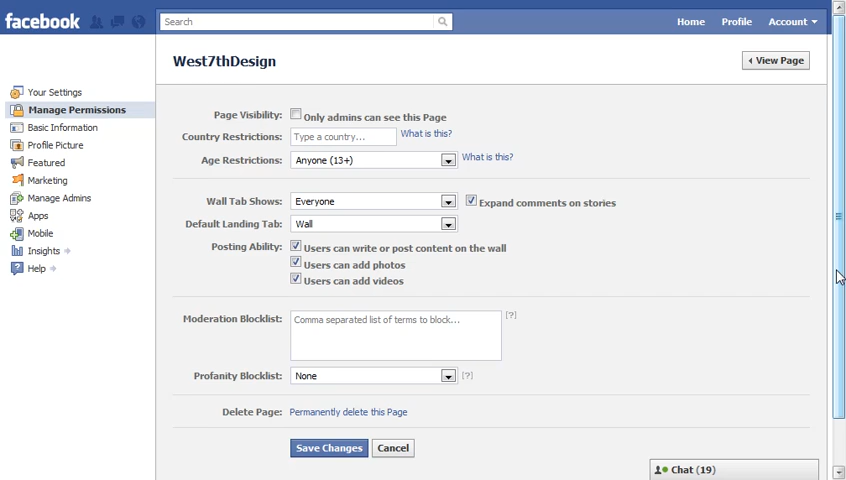 facebook
Search
Home Profile Account
West7thDesign
View Page
Your Settings
Manage Permissions
Basic Information
Profile Picture
Featured
Marketing
Manage Admins
Apps
Mobile
Insights
Help
Page Visibility: Only admins can see this Page
Country Restrictions: Type a country... What is this?
Age Restrictions: Anyone (13+) What is this?
Wall Tab Shows: Everyone Expand comments on stories
Default Landing Tab: Wall
Posting Ability: Users can write or post content on the wall
Users can add photos
Users can add videos
Moderation Blocklist: Comma separated list of terms to block... [?]
Profanity Blocklist: None [?]
Delete Page: Permanently delete this Page
Save Changes Cancel
Chat (19)